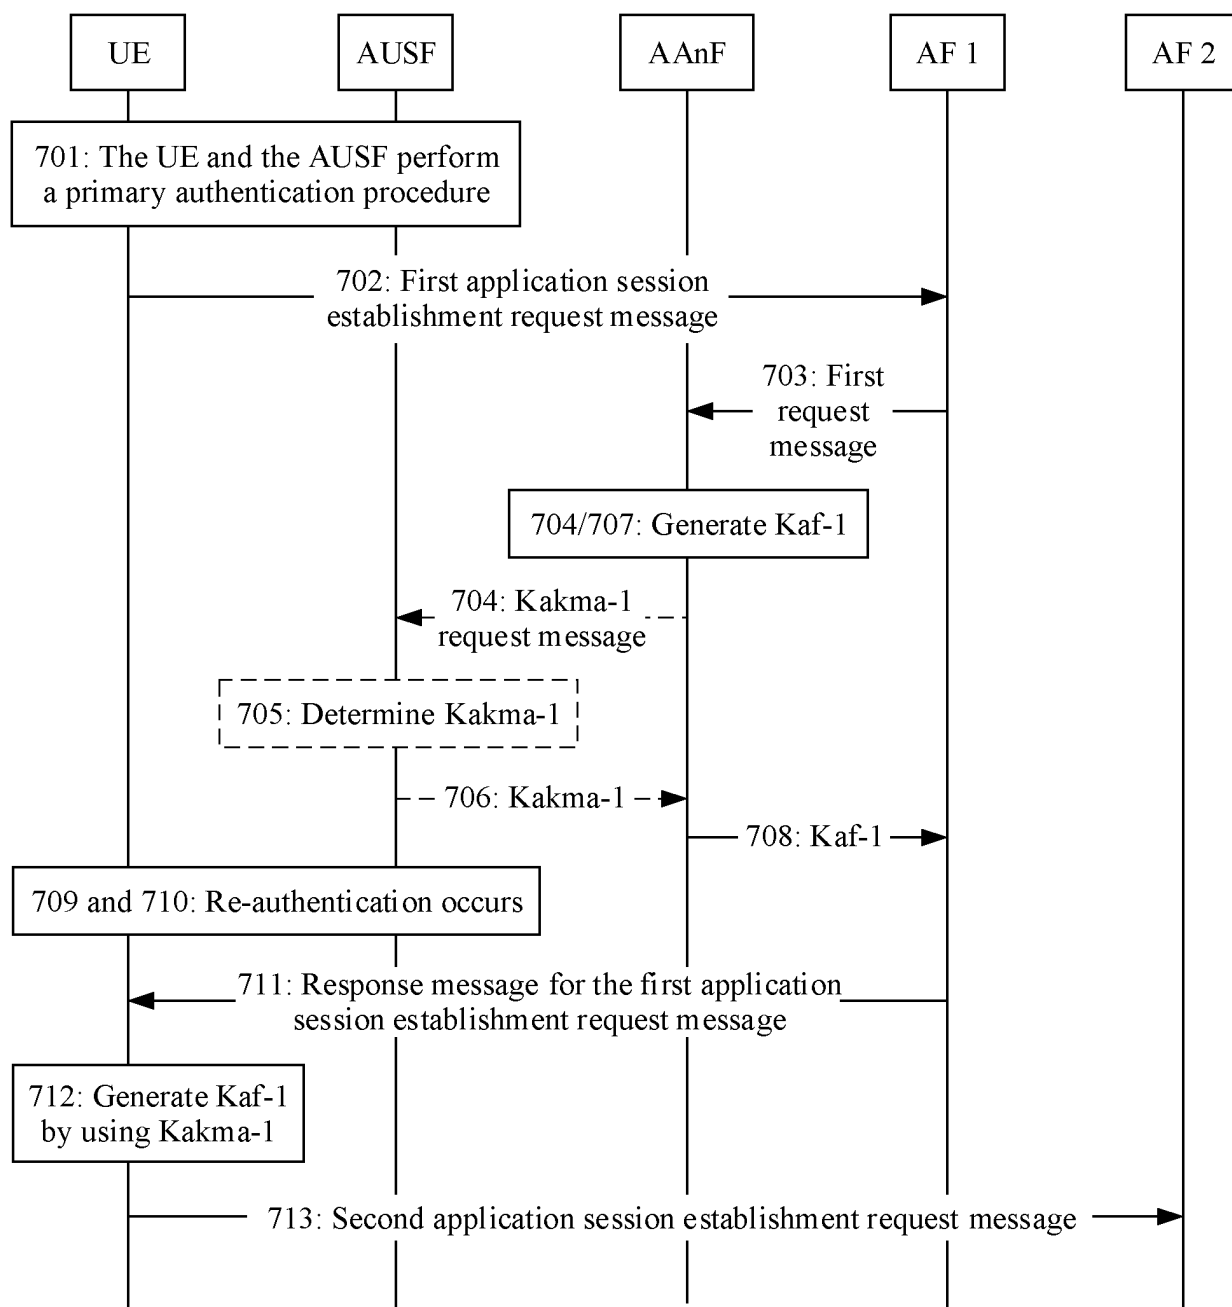 UE
AUSF
AAnF
AF 1
AF 2
701: The UE and the AUSF perform
a primary authentication procedure
702: First application session
establishment request message
703: First
request
message
704/707: Generate Kaf-1
704: Kakma-1
request message
705: Determine Kakma-1
706: Kakma-1
708: Kaf-1
709 and 710: Re-authentication occurs
711: Response message for the first application
session establishment request message
712: Generate Kaf-1
by using Kakma-1
713: Second application session establishment request message